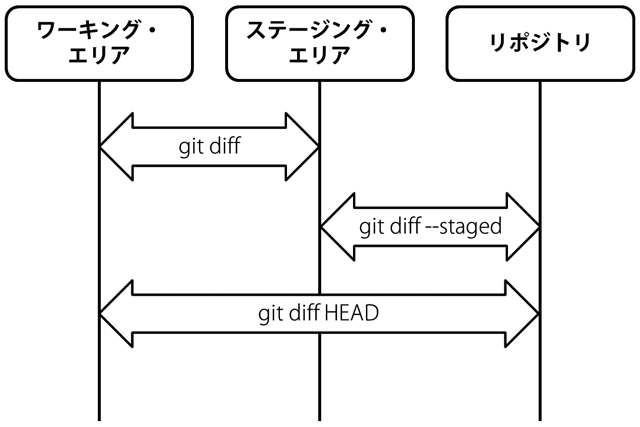 ワーキング・
エリア
ステージング・
エリア
リポジトリ
git diff
git diff --staged
git diff HEAD